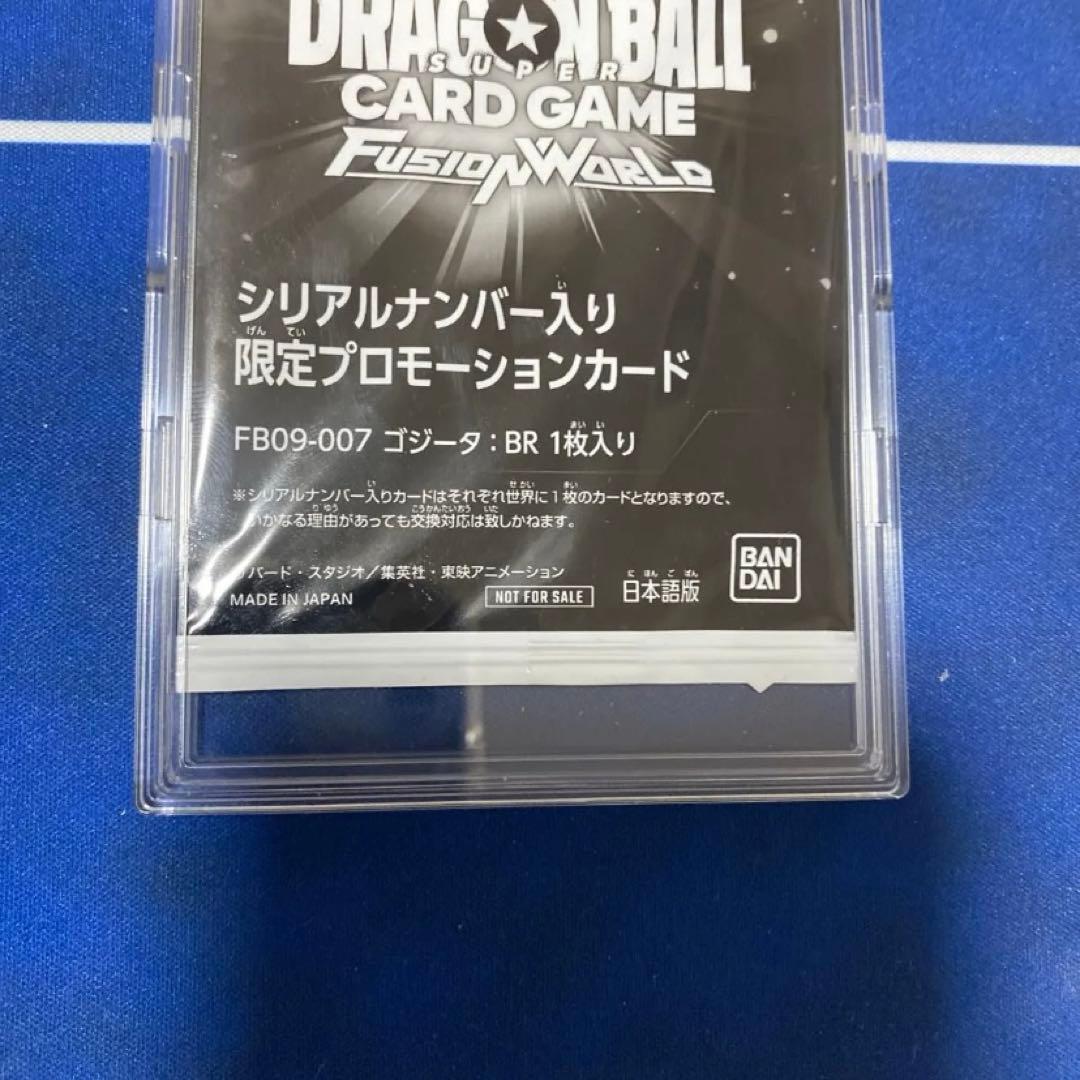 DRAGON BALL
SUPER
CARD GAME
FUSION WORLD
シリアルナンバー入り
限定プロモーションカード
FB09-007 ゴジータ：BR 1枚入り
※シリアルナンバー入りカードはそれぞれ世界に1枚のカードとなりますので、
いかなる理由があっても交換対応は致しかねます。
バード・スタジオ／集英社・東映アニメーション
MADE IN JAPAN NOT FOR SALE 日本語版 BANDAI